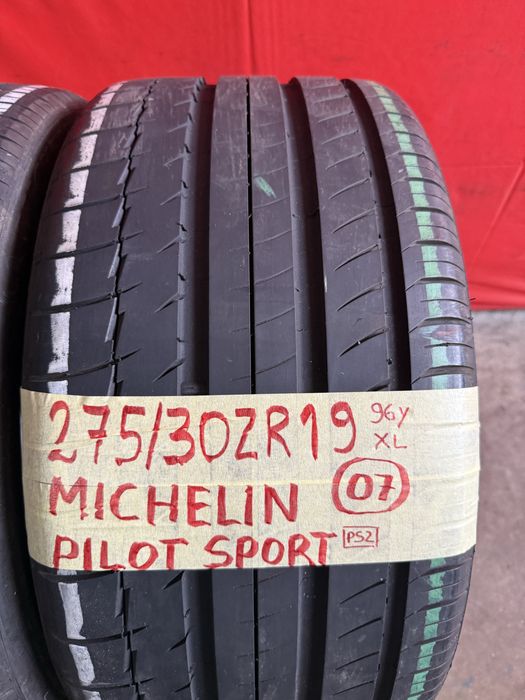 275/30ZR19 96Y XL
MICHELIN 07
PILOT SPORT PS2